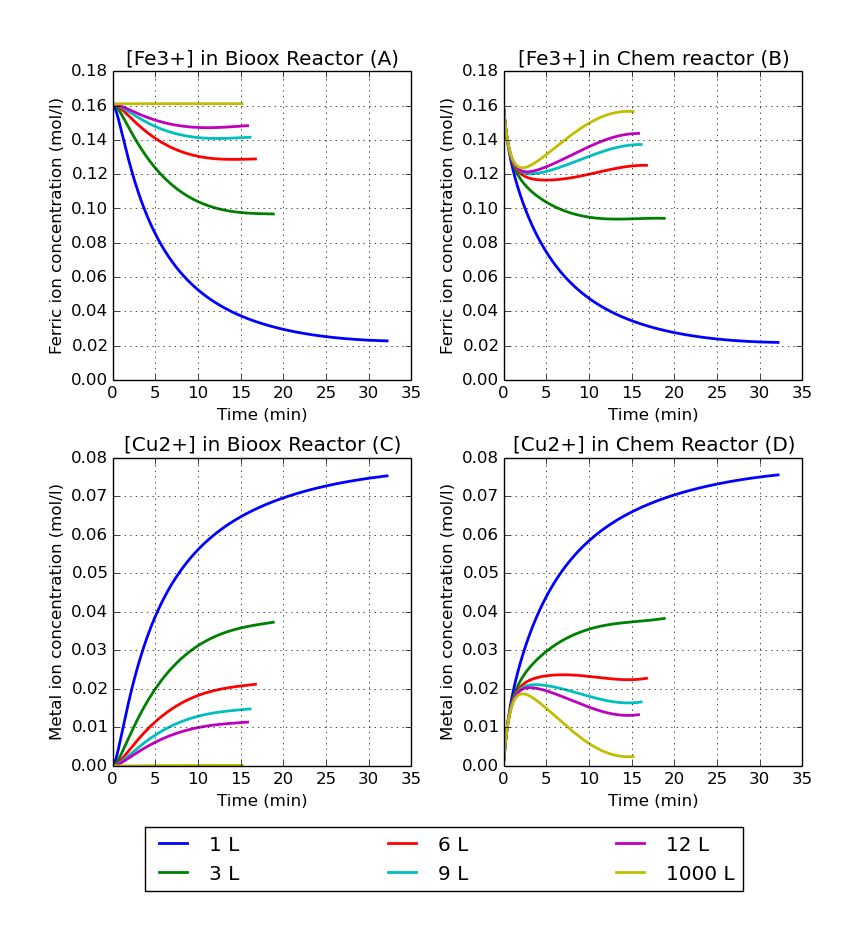 [Fe3+] in Bioox Reactor (A)
[Fe3+] in Chem reactor (B)
Ferric ion concentration (mol/l)
0.18
0.16
0.14
0.12
0.10
0.08
0.06
0.04
0.02
0.00
0 5 10 15 20 25 30 35
Time (min)
Ferric ion concentration (mol/l)
0.18
0.16
0.14
0.12
0.10
0.08
0.06
0.04
0.02
0.00
0 5 10 15 20 25 30 35
Time (min)
[Cu2+] in Bioox Reactor (C)
[Cu2+] in Chem Reactor (D)
Metal ion concentration (mol/l)
0.08
0.07
0.06
0.05
0.04
0.03
0.02
0.01
0.00
0 5 10 15 20 25 30 35
Time (min)
Metal ion concentration (mol/l)
0.08
0.07
0.06
0.05
0.04
0.03
0.02
0.01
0.00
0 5 10 15 20 25 30 35
Time (min)
1 L 6 L 12 L
3 L 9 L 1000 L